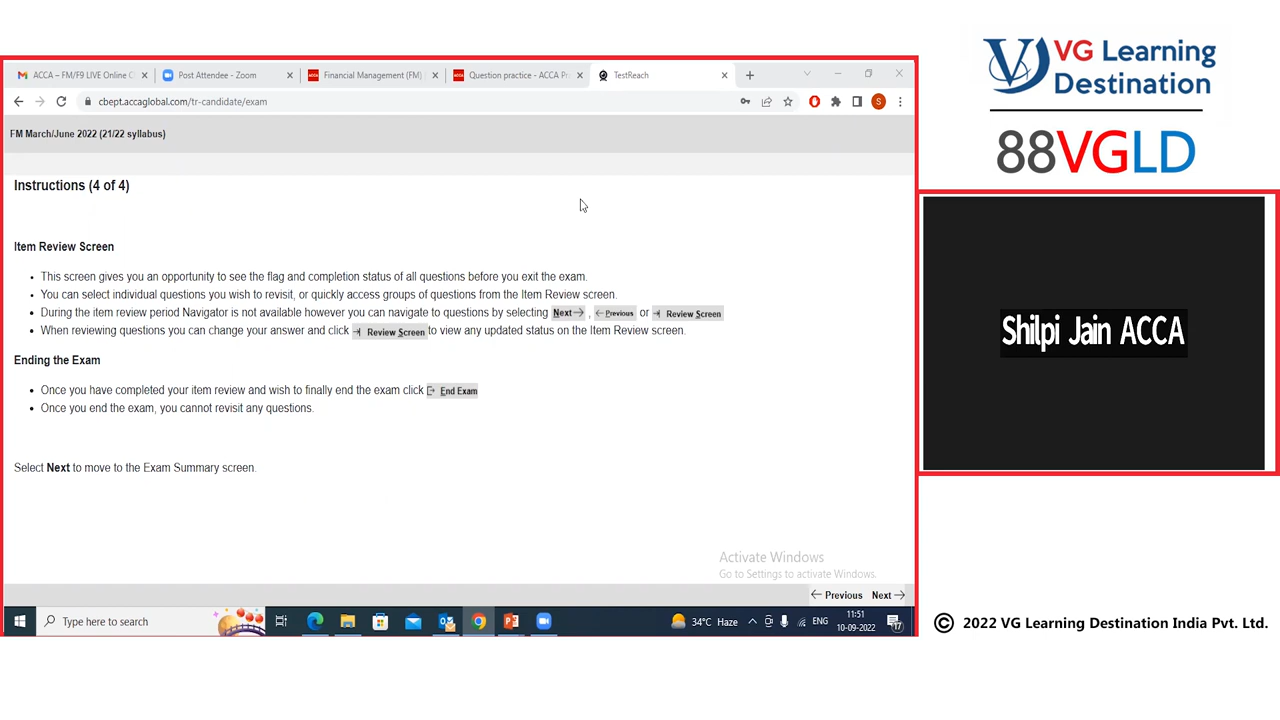 ACCA – FM/F9 LIVE Online C
Post Attendee - Zoom
Financial Management (FM)
Question practice - ACCA Pr
TestReach
cbept.accaglobal.com/tr-candidate/exam
S
FM March/June 2022 (21/22 syllabus)
Instructions (4 of 4)
Item Review Screen
• This screen gives you an opportunity to see the flag and completion status of all questions before you exit the exam.
• You can select individual questions you wish to revisit, or quickly access groups of questions from the Item Review screen.
• During the item review period Navigator is not available however you can navigate to questions by selecting Next → , ← Previous or Review Screen
• When reviewing questions you can change your answer and click Review Screen to view any updated status on the Item Review screen.
Ending the Exam
• Once you have completed your item review and wish to finally end the exam click End Exam
• Once you end the exam, you cannot revisit any questions.
Select Next to move to the Exam Summary screen.
Activate Windows
Go to Settings to activate Windows.
← Previous Next →
Type here to search
34°C Haze
ENG
11:51
10-09-2022
17
VG Learning
Destination
88VGLD
Shilpi Jain ACCA
© 2022 VG Learning Destination India Pvt. Ltd.